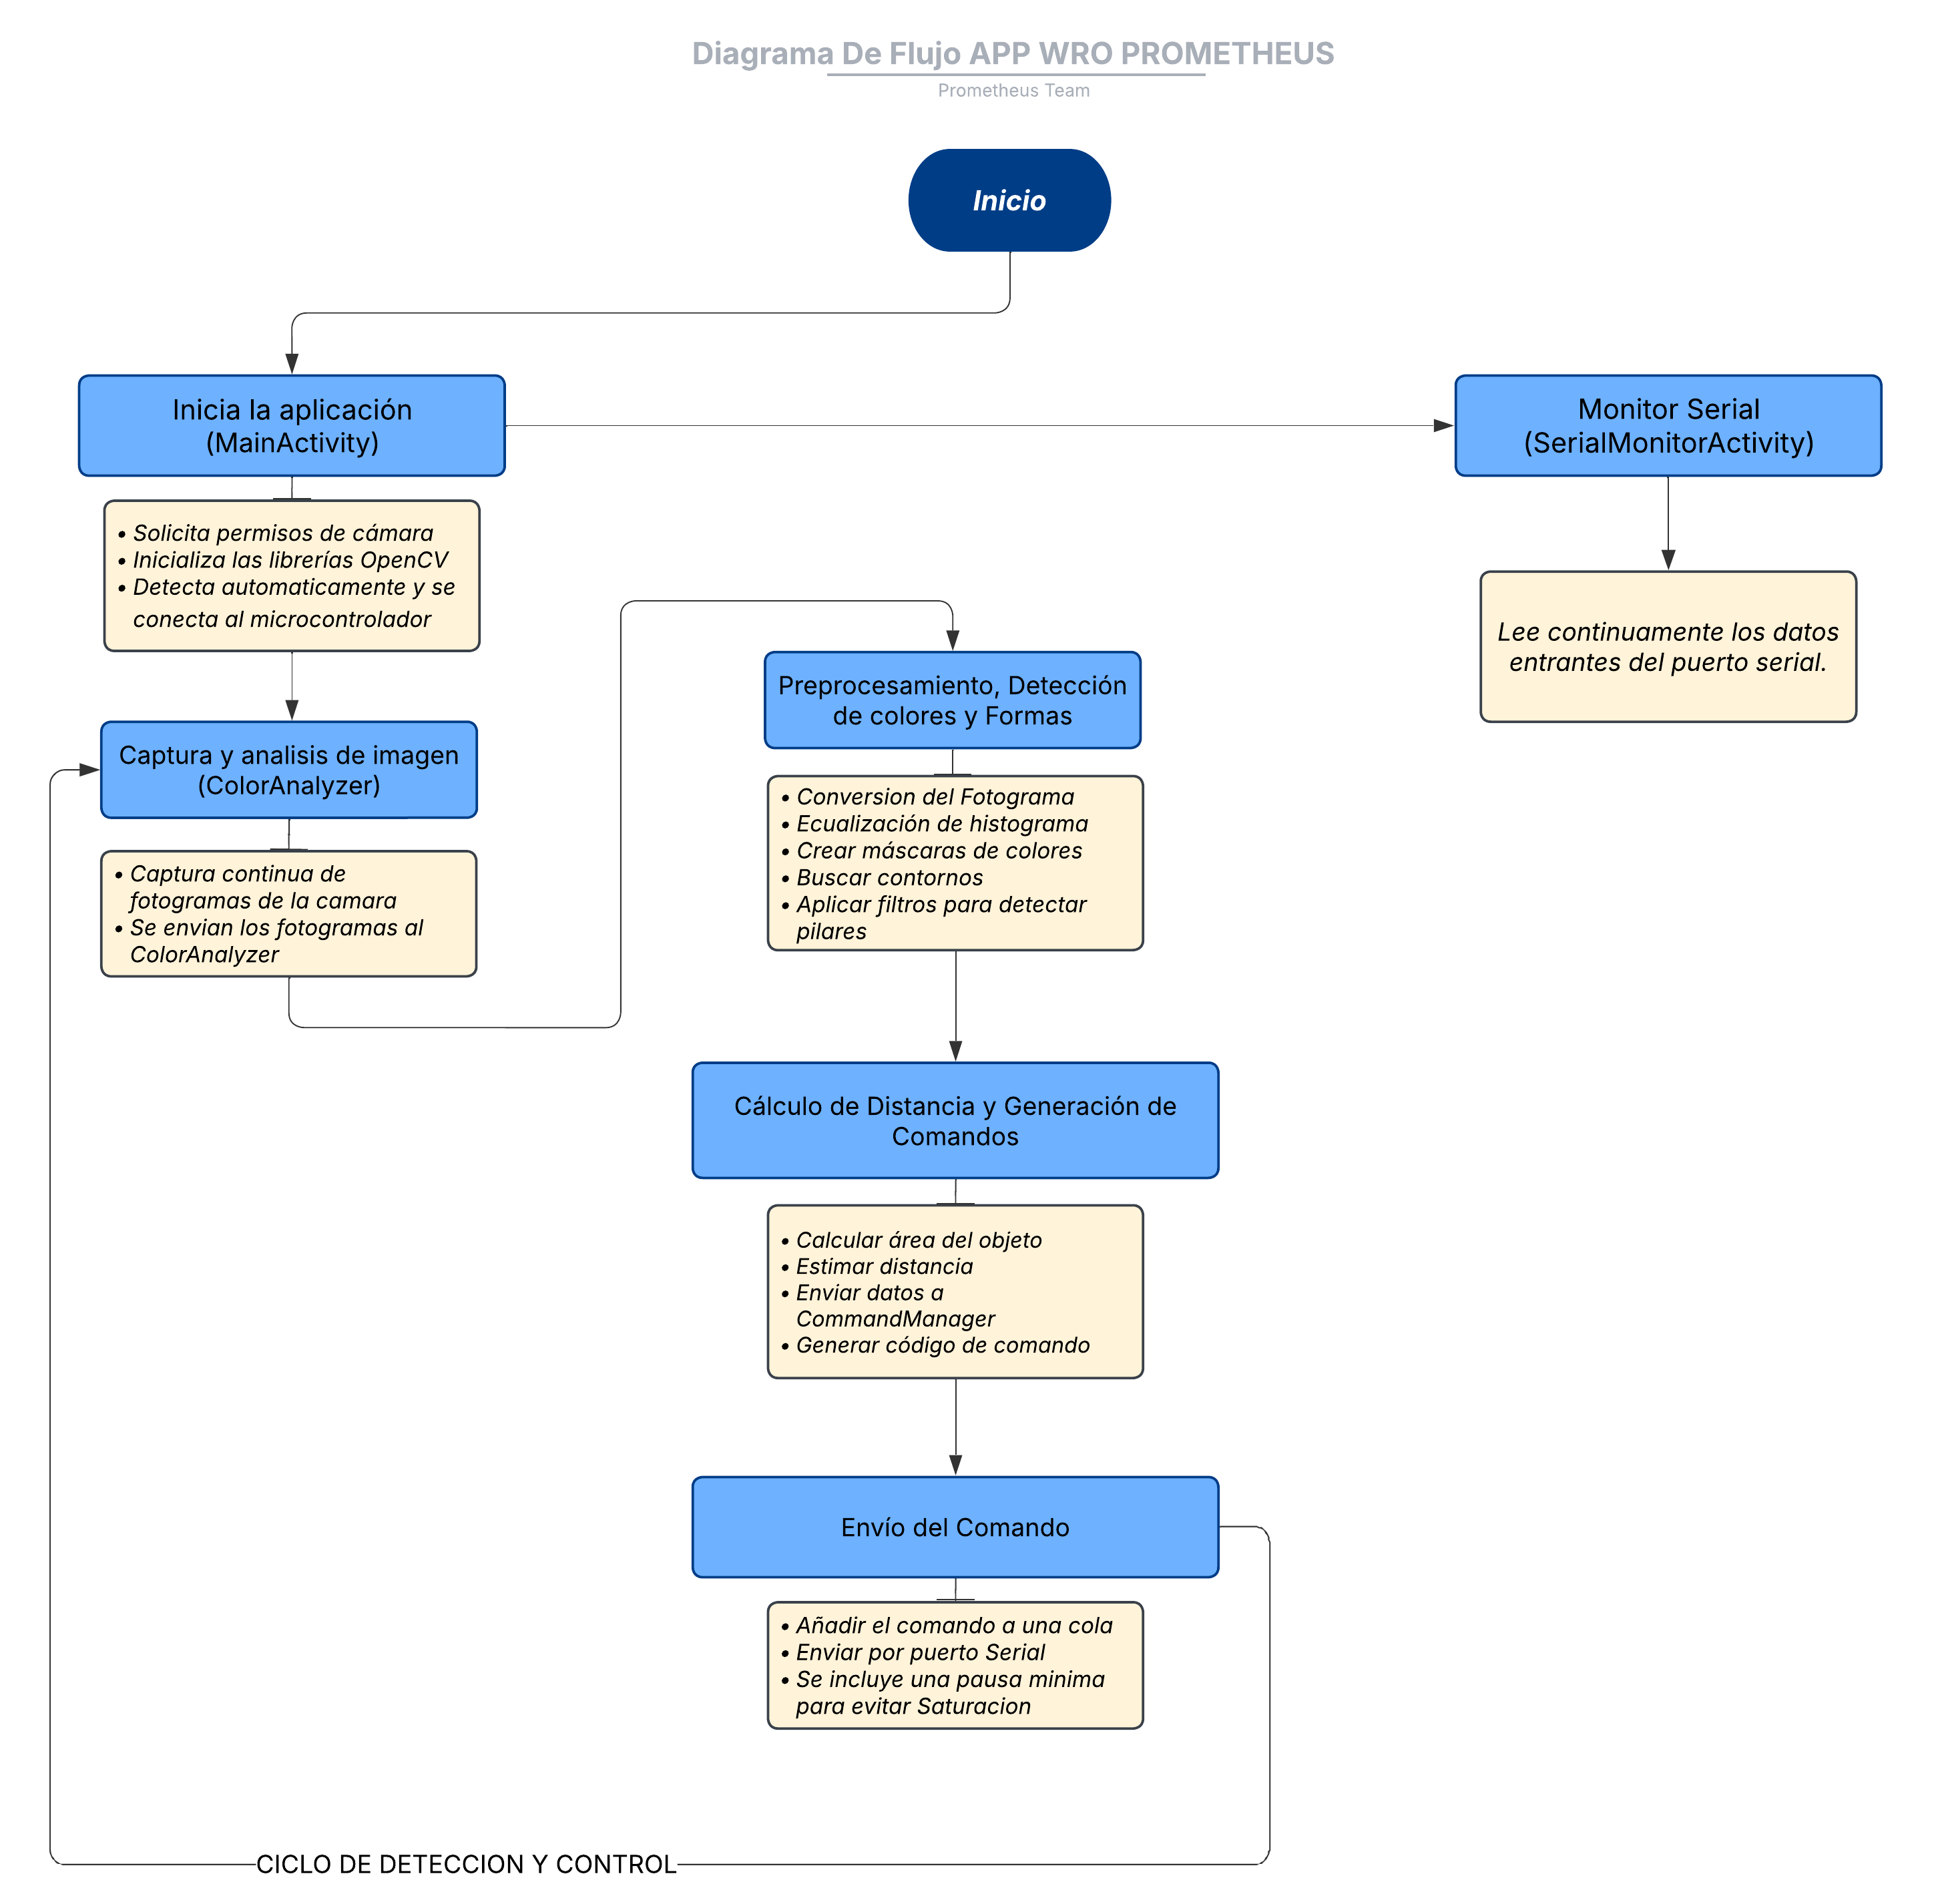 Diagrama De Flujo APP WRO PROMETHEUS
Prometheus Team
Inicio
Inicia la aplicación
(MainActivity)
• Solicita permisos de cámara
• Inicializa las librerías OpenCV
• Detecta automaticamente y se
conecta al microcontrolador
Monitor Serial
(SerialMonitorActivity)
Lee continuamente los datos
entrantes del puerto serial.
Captura y analisis de imagen
(ColorAnalyzer)
• Captura continua de
fotogramas de la camara
• Se envian los fotogramas al
ColorAnalyzer
Preprocesamiento, Detección
de colores y Formas
• Conversion del Fotograma
• Ecualización de histograma
• Crear máscaras de colores
• Buscar contornos
• Aplicar filtros para detectar
pilares
Cálculo de Distancia y Generación de
Comandos
• Calcular área del objeto
• Estimar distancia
• Enviar datos a
CommandManager
• Generar código de comando
Envío del Comando
• Añadir el comando a una cola
• Enviar por puerto Serial
• Se incluye una pausa minima
para evitar Saturacion
CICLO DE DETECCION Y CONTROL